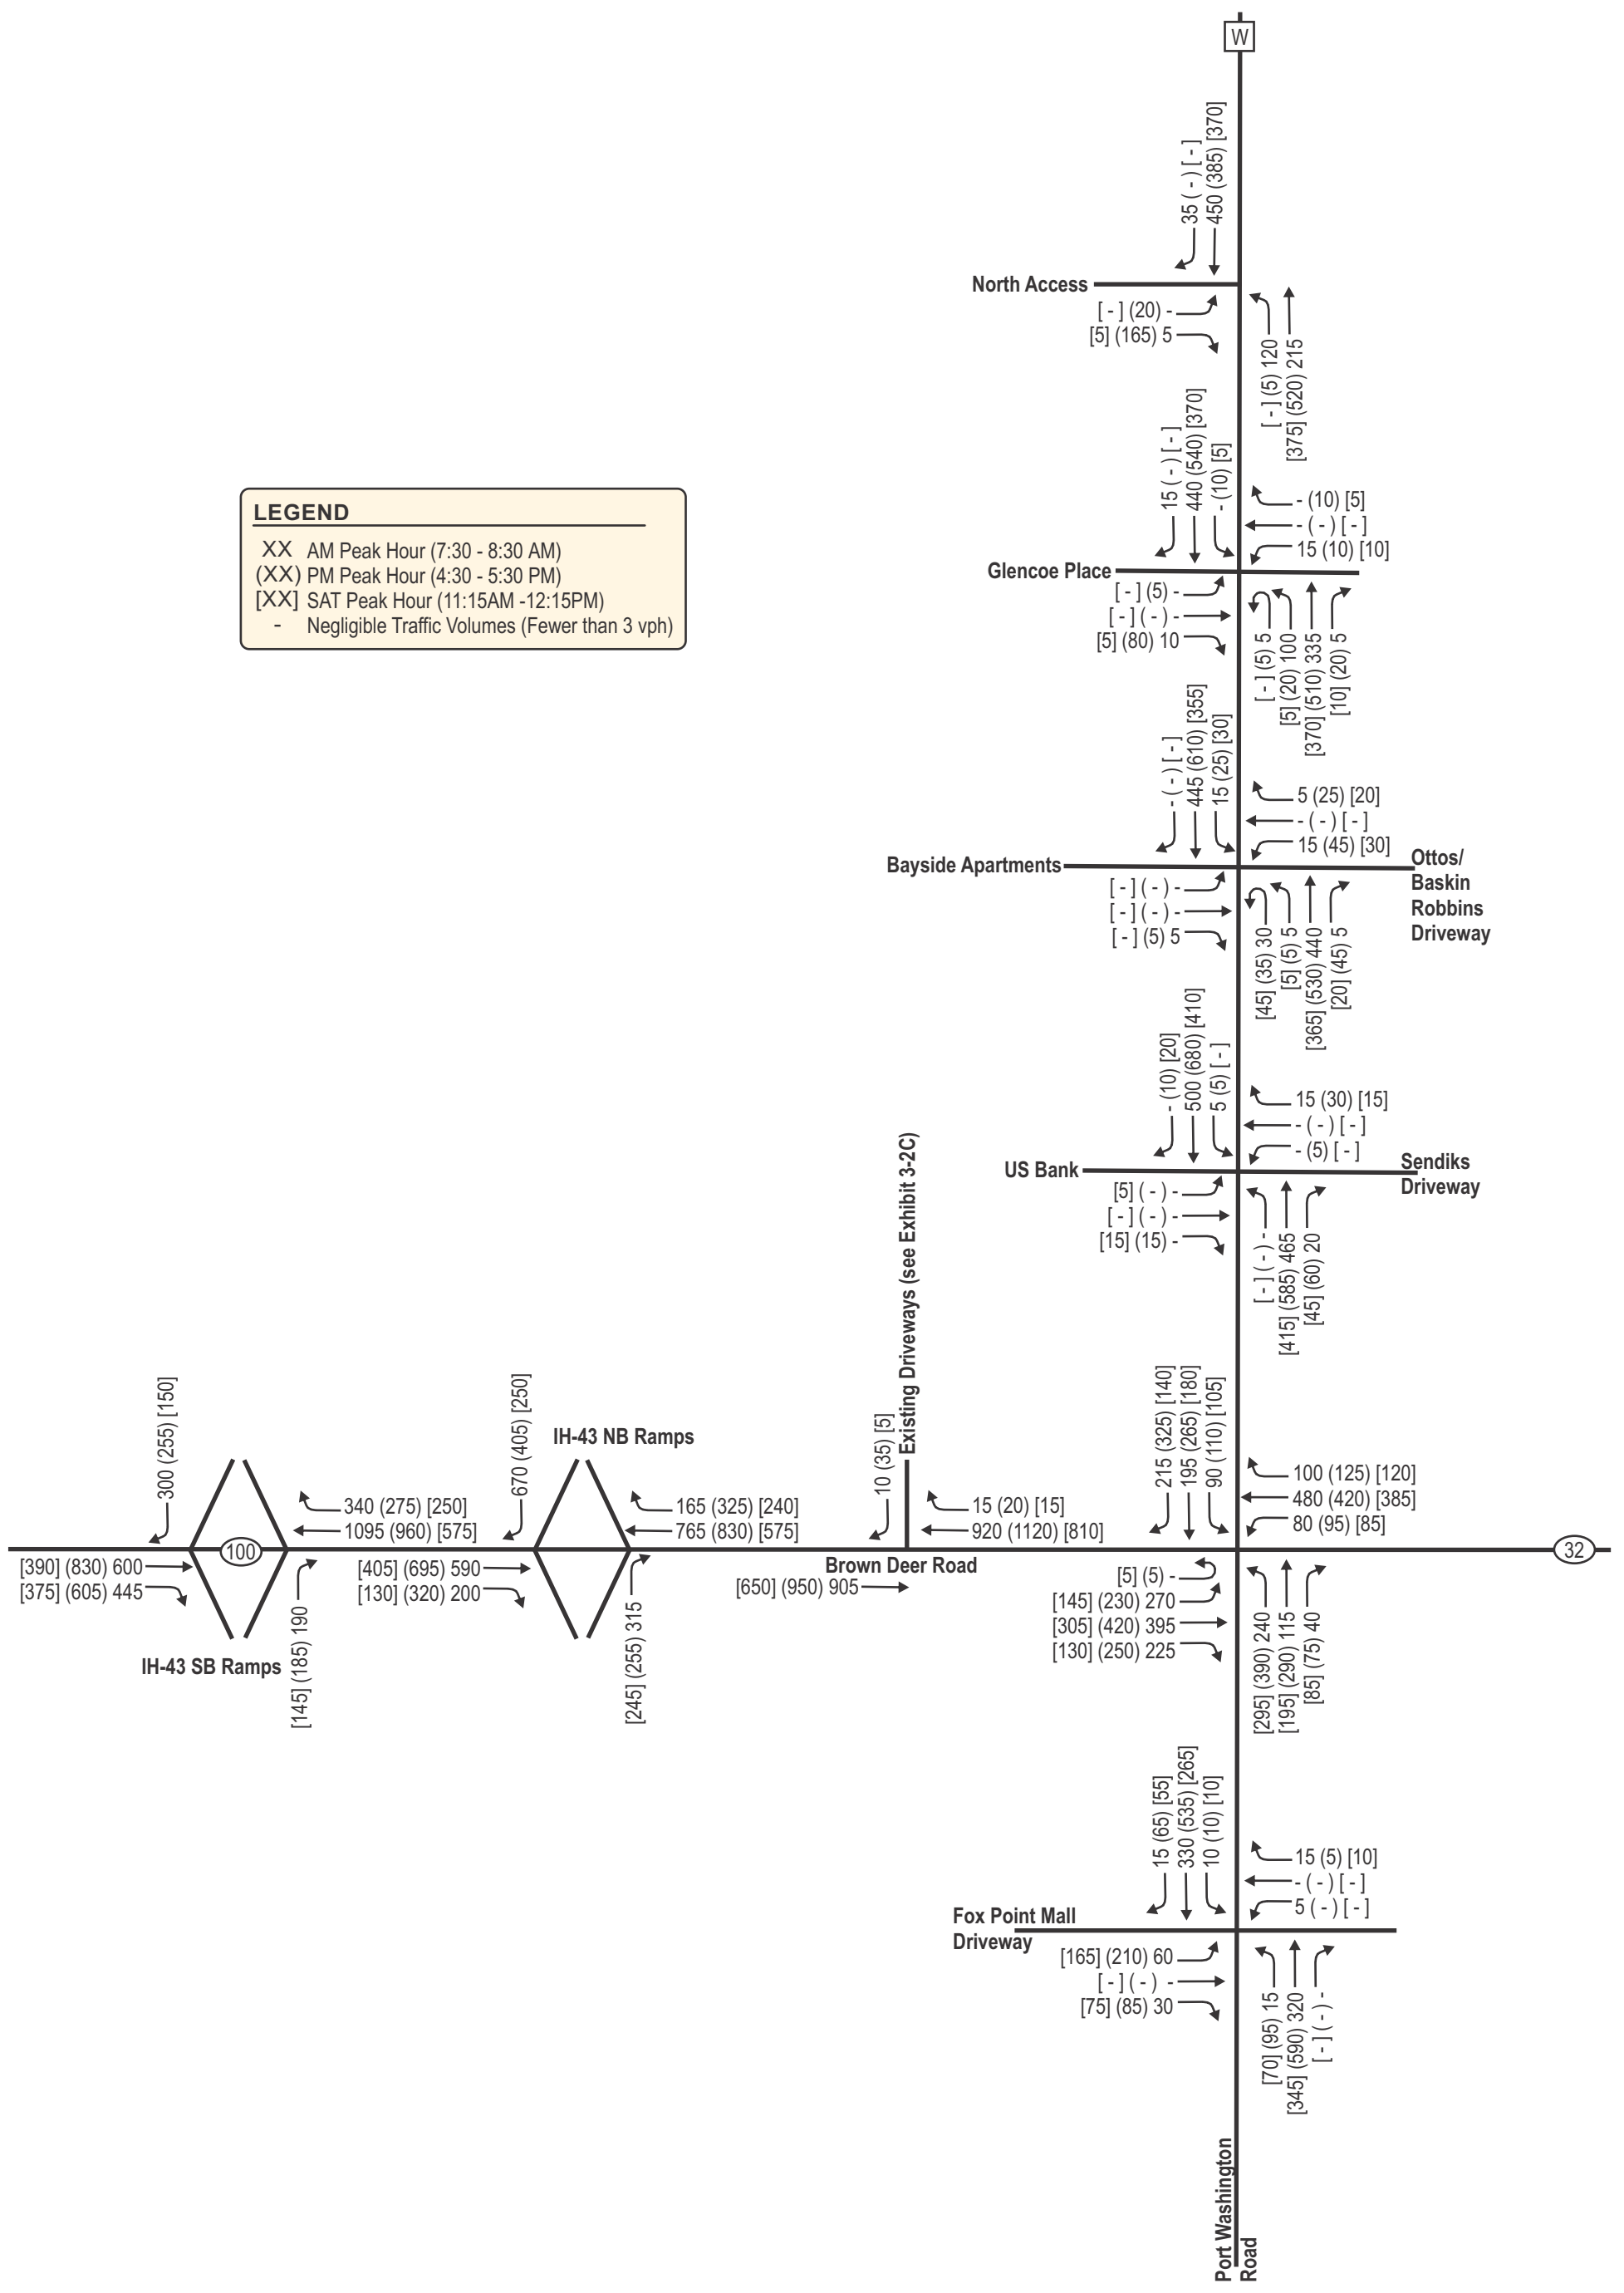 W
35 ( - ) [ - ]
450 (385) [370]
North Access
[ - ] (20) -
[5] (165) 5
[ - ] (5) 120
[375] (520) 215
15 ( - ) [ - ]
440 (540) [370]
- (10) [5]
- (10) [5]
- ( - ) [ - ]
15 (10) [10]
Glencoe Place
[ - ] (5) -
[ - ] ( - ) -
[5] (80) 10
[ - ] (5) 5
[5] (20) 100
[370] (510) 335
[10] (20) 5
LEGEND
XX AM Peak Hour (7:30 - 8:30 AM)
(XX) PM Peak Hour (4:30 - 5:30 PM)
[XX] SAT Peak Hour (11:15AM -12:15PM)
- Negligible Traffic Volumes (Fewer than 3 vph)
- ( - ) [ - ]
445 (610) [355]
15 (25) [30]
5 (25) [20]
- ( - ) [ - ]
15 (45) [30]
Bayside Apartments
Ottos/
Baskin
Robbins
Driveway
[ - ] ( - ) -
[ - ] ( - ) -
[ - ] (5) 5
[45] (35) 30
[5] (5) 5
[365] (530) 440
[20] (45) 5
- (10) [20]
500 (680) [410]
5 (5) [ - ]
15 (30) [15]
- ( - ) [ - ]
- (5) [ - ]
US Bank
Sendiks
Driveway
[5] ( - ) -
[ - ] ( - ) -
[15] (15) -
[ - ] ( - ) -
[415] (585) 465
[45] (60) 20
300 (255) [150]
340 (275) [250]
1095 (960) [575]
100
[390] (830) 600
[375] (605) 445
[145] (185) 190
IH-43 SB Ramps
670 (405) [250]
IH-43 NB Ramps
165 (325) [240]
765 (830) [575]
[405] (695) 590
[130] (320) 200
[245] (255) 315
10 (35) [5]
Existing Driveways (see Exhibit 3-2C)
15 (20) [15]
920 (1120) [810]
Brown Deer Road
[650] (950) 905
215 (325) [140]
195 (265) [180]
90 (110) [105]
100 (125) [120]
480 (420) [385]
80 (95) [85]
32
[5] (5) -
[145] (230) 270
[305] (420) 395
[130] (250) 225
[295] (390) 240
[195] (290) 115
[85] (75) 40
15 (65) [55]
330 (535) [265]
10 (10) [10]
15 (5) [10]
- ( - ) [ - ]
5 ( - ) [ - ]
Fox Point Mall
Driveway
[165] (210) 60
[ - ] ( - ) -
[75] (85) 30
[70] (95) 15
[345] (590) 320
[ - ] ( - ) -
Port Washington
Road